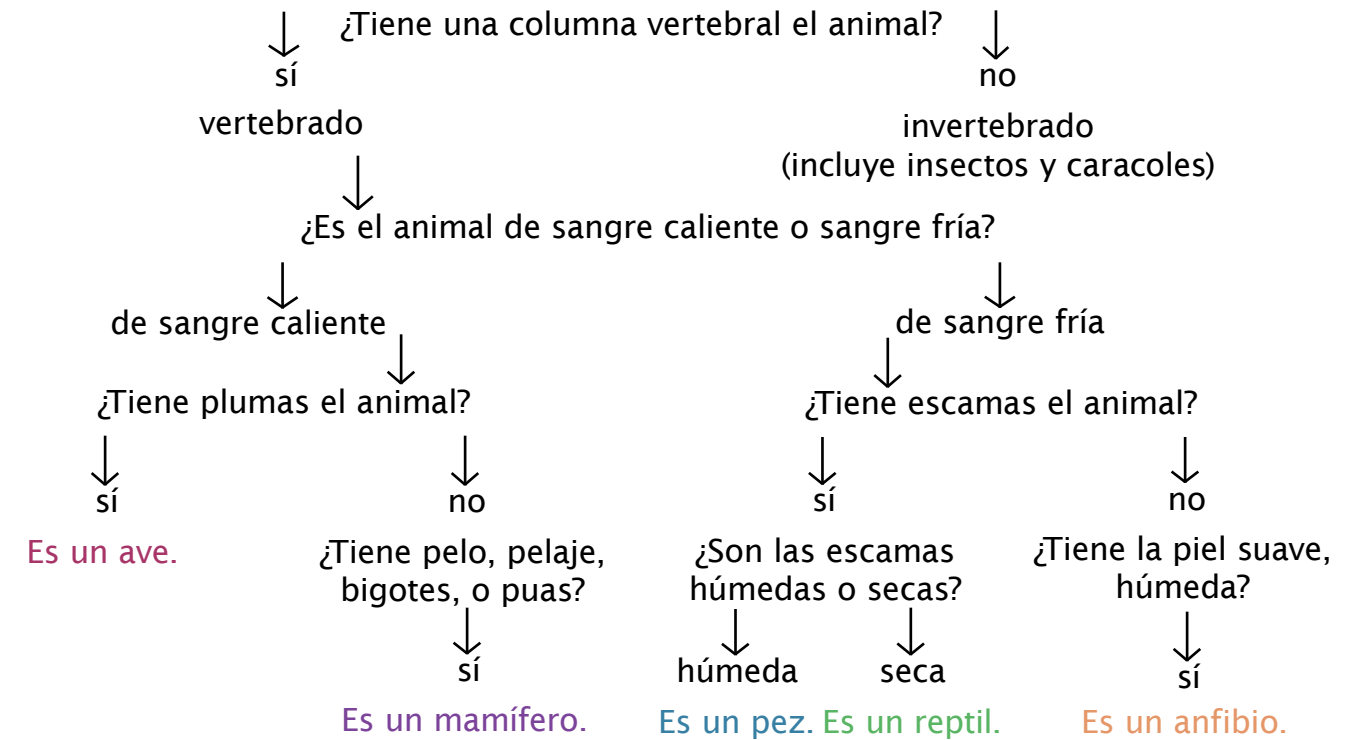 ¿Tiene una columna vertebral el animal?
sí
no
vertebrado
invertebrado
(incluye insectos y caracoles)
¿Es el animal de sangre caliente o sangre fría?
de sangre caliente
de sangre fría
¿Tiene plumas el animal?
¿Tiene escamas el animal?
sí
no
sí
no
Es un ave.
¿Tiene pelo, pelaje,
bigotes, o puas?
¿Son las escamas
húmedas o secas?
¿Tiene la piel suave,
húmeda?
sí
húmeda
seca
sí
Es un mamífero.
Es un pez.
Es un reptil.
Es un anfibio.